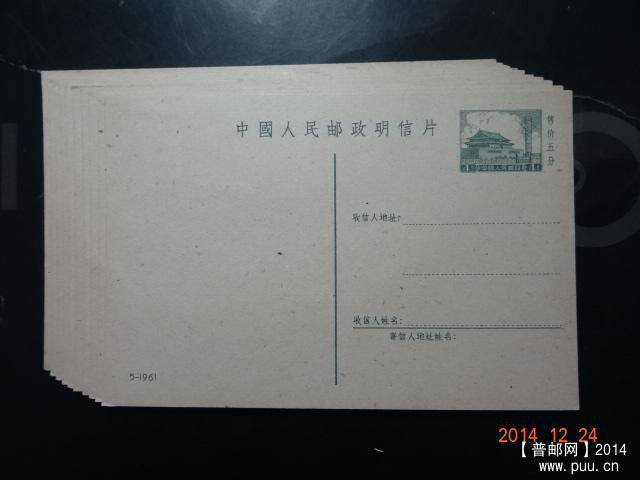 中國人民邮政明信片
售价五分
收信人地址:
收信人姓名:
寄信人地址姓名:
5-1961
2014 12 24
【普邮网】2014
www.puu.cn